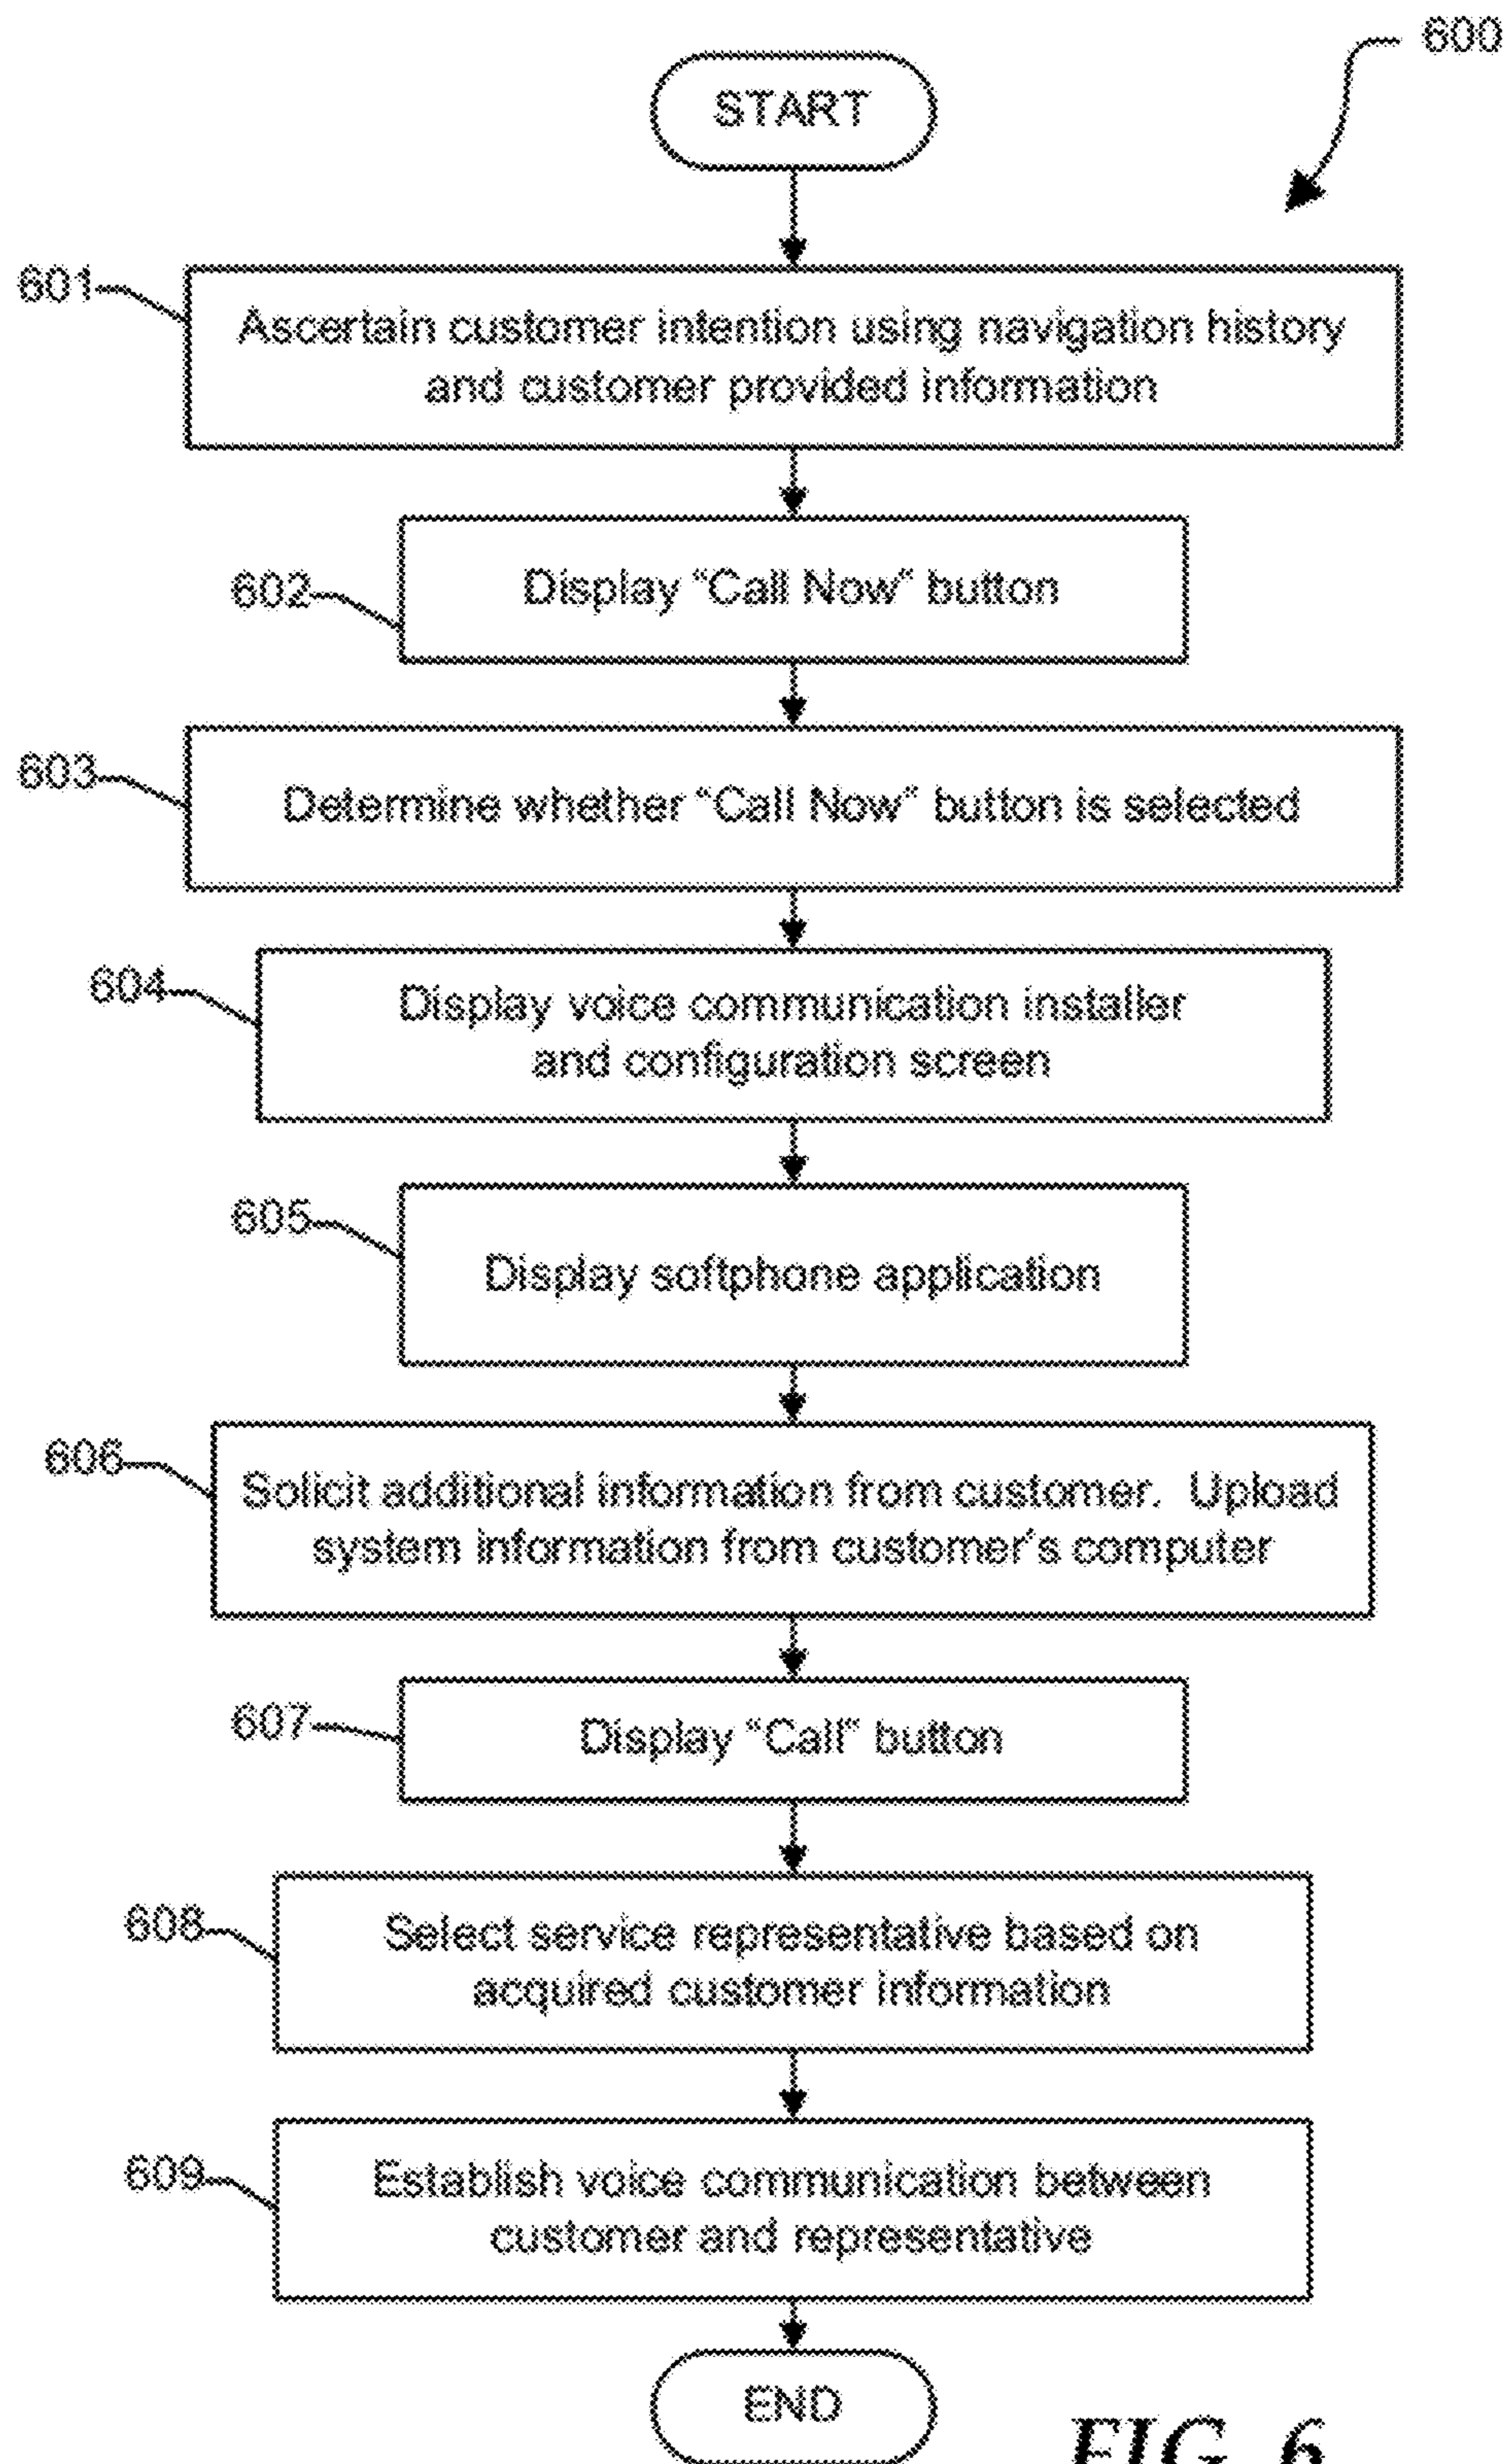 600
START
601
Ascertain customer intention using navigation history
and customer provided information
602
Display “Call Now” button
603
Determine whether “Call Now” button is selected
604
Display voice communication installer
and configuration screen
605
Display softphone application
606
Solicit additional information from customer.  Upload
system information from customer’s computer
607
Display “Call” button
608
Select service representative based on
acquired customer information
609
Establish voice communication between
customer and representative
END
FIG. 6